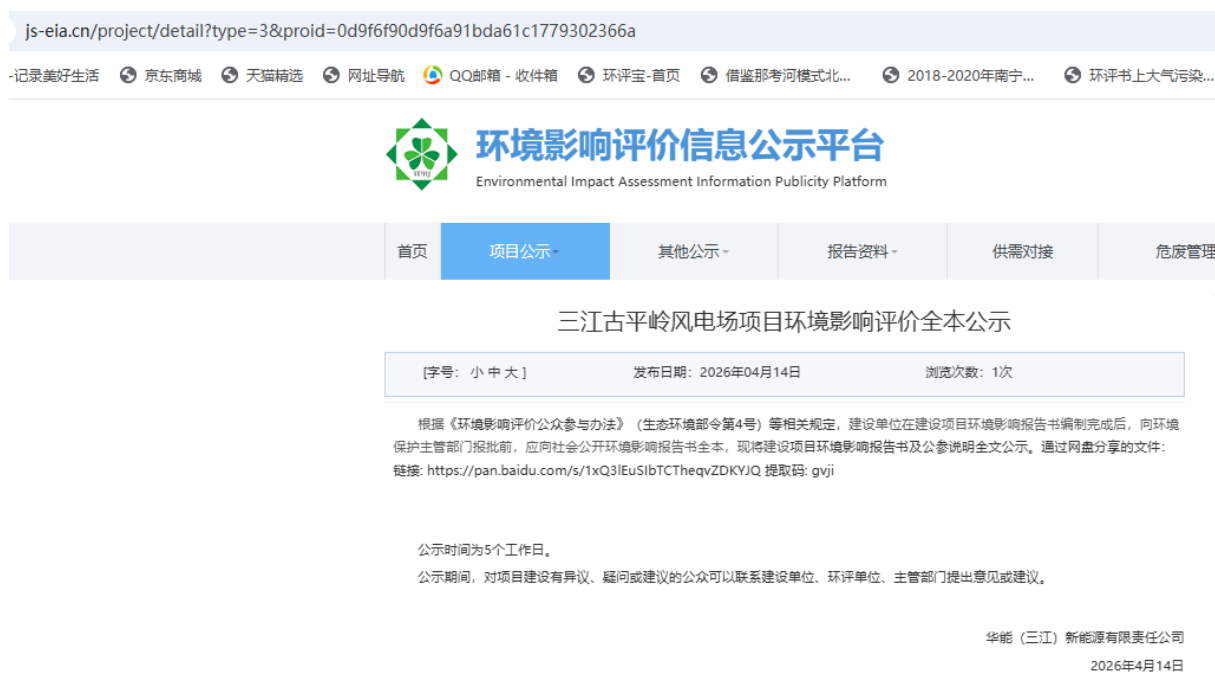 js-eia.cn/project/detail?type=3&proid=0d9f6f90d9f6a91bda61c1779302366a
-记录美好生活 京东商城 天猫精选 网址导航 QQ邮箱 - 收件箱 环评宝-首页 借鉴那考河模式北... 2018-2020年南宁... 环评书上大气污染...
环境影响评价信息公示平台
Environmental Impact Assessment Information Publicity Platform
首页 项目公示 其他公示 报告资料 供需对接 危废管理
三江古平岭风电场项目环境影响评价全本公示
[字号: 小 中 大 ] 发布日期: 2026年04月14日 浏览次数: 1次
根据《环境影响评价公众参与办法》（生态环境部令第4号）等相关规定，建设单位在建设项目环境影响报告书编制完成后，向环境
保护主管部门报批前，应向社会公开环境影响报告书全本，现将建设项目环境影响报告书及公参说明全文公示。通过网盘分享的文件：
链接: https://pan.baidu.com/s/1xQ3lEuSIbTCTheqvZDKYJQ 提取码: gvji
公示时间为5个工作日。
公示期间，对项目建设有异议、疑问或建议的公众可以联系建设单位、环评单位、主管部门提出意见或建议。
华能（三江）新能源有限责任公司
2026年4月14日